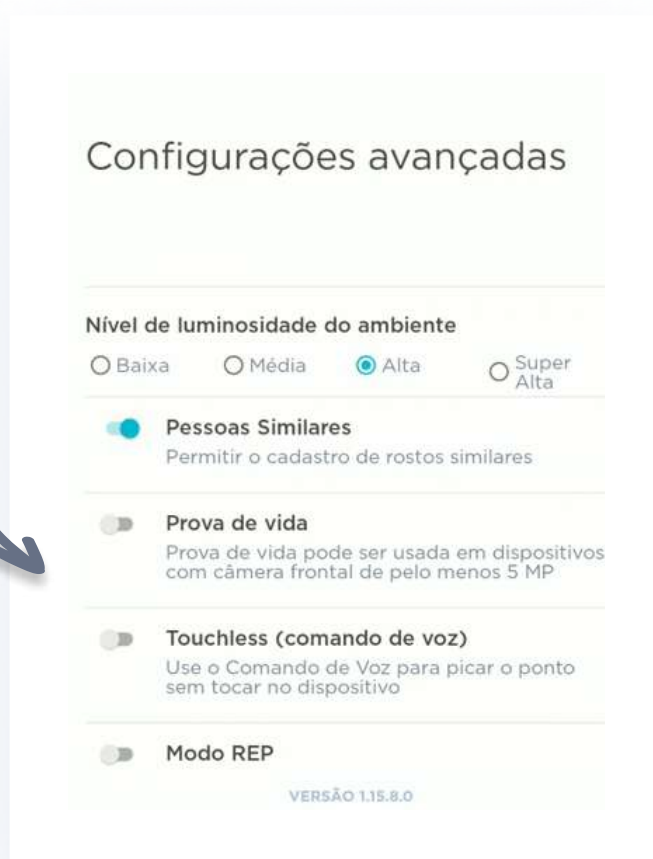 Configurações avançadas
Nível de luminosidade do ambiente
Baixa Média Alta Super Alta
Pessoas Similares
Permitir o cadastro de rostos similares
Prova de vida
Prova de vida pode ser usada em dispositivos
com câmera frontal de pelo menos 5 MP
Touchless (comando de voz)
Use o Comando de Voz para picar o ponto
sem tocar no dispositivo
Modo REP
VERSÃO 1.15.8.0